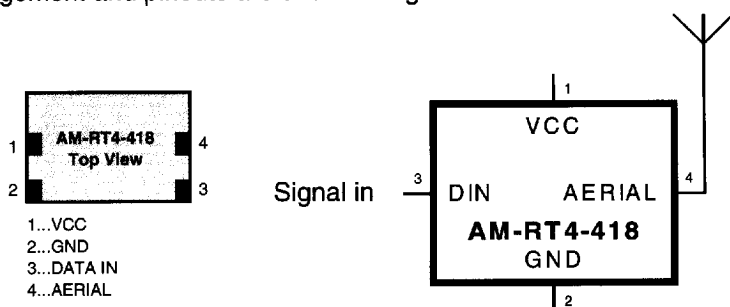 1 AM-RT4-418 4
Top View
2 3
1...VCC
2...GND
3...DATA IN
4...AERIAL
1
VCC
Signal in 3 DIN AERIAL 4
AM-RT4-418
GND
2